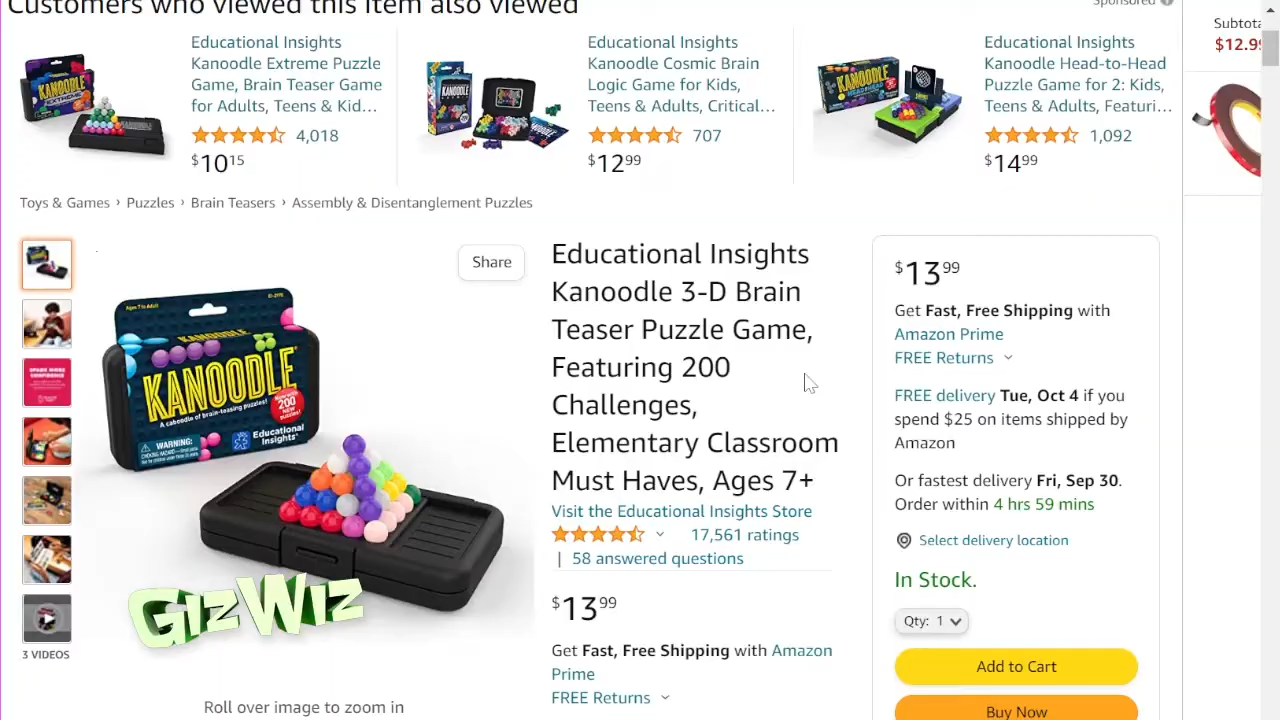 Customers who viewed this item also viewed
Sponsored
Subtota
$12.99
Educational Insights
Kanoodle Extreme Puzzle
Game, Brain Teaser Game
for Adults, Teens & Kid...
4,018
$10 15
Educational Insights
Kanoodle Cosmic Brain
Logic Game for Kids,
Teens & Adults, Critical...
707
$12 99
Educational Insights
Kanoodle Head-to-Head
Puzzle Game for 2: Kids,
Teens & Adults, Featuri...
1,092
$14 99
Toys & Games › Puzzles › Brain Teasers › Assembly & Disentanglement Puzzles
Share
Ages 7 to Adult
KANOODLE
KANOODLE
A caboodle of brain-teasing puzzles!
200
NEW
puzzles!
WARNING:
Educational
Insights
GizWiz
3 VIDEOS
Roll over image to zoom in
Educational Insights
Kanoodle 3-D Brain
Teaser Puzzle Game,
Featuring 200
Challenges,
Elementary Classroom
Must Haves, Ages 7+
Visit the Educational Insights Store
17,561 ratings
| 58 answered questions
$13 99
Get Fast, Free Shipping with Amazon
Prime
FREE Returns
$13 99
Get Fast, Free Shipping with
Amazon Prime
FREE Returns
FREE delivery Tue, Oct 4 if you
spend $25 on items shipped by
Amazon
Or fastest delivery Fri, Sep 30.
Order within 4 hrs 59 mins
Select delivery location
In Stock.
Qty: 1
Add to Cart
Buy Now